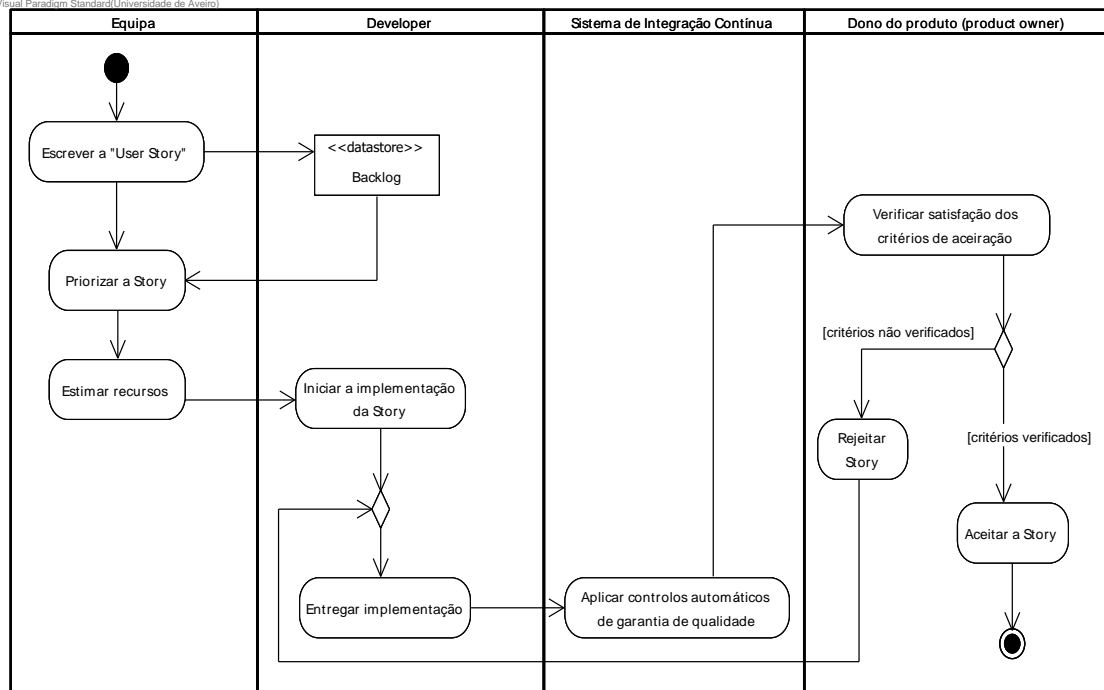 Visual Paradigm Standard(Universidade de Aveiro)
Equipa
Developer
Sistema de Integração Contínua
Dono do produto (product owner)
Escrever a "User Story"
<<datastore>>
Backlog
Verificar satisfação dos
critérios de aceiração
Priorizar a Story
[critérios não verificados]
Estimar recursos
Iniciar a implementação
da Story
Rejeitar
Story
[critérios verificados]
Aceitar a Story
Entregar implementação
Aplicar controlos automáticos
de garantia de qualidade